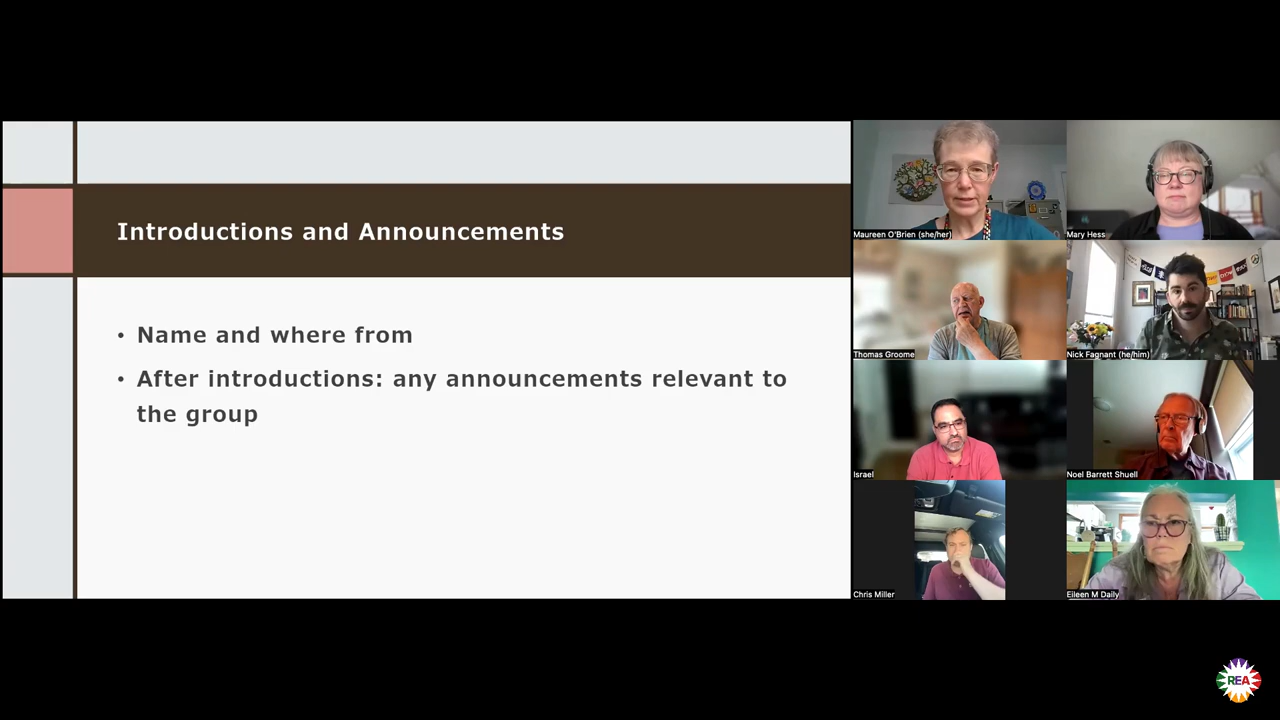 Introductions and Announcements
• Name and where from
• After introductions: any announcements relevant to
the group
Maureen O'Brien (she/her)
Mary Hess
Thomas Groome
Nick Fagnant (he/him)
Israel
Noel Barrett Shuell
Chris Miller
Eileen M Daily
REA